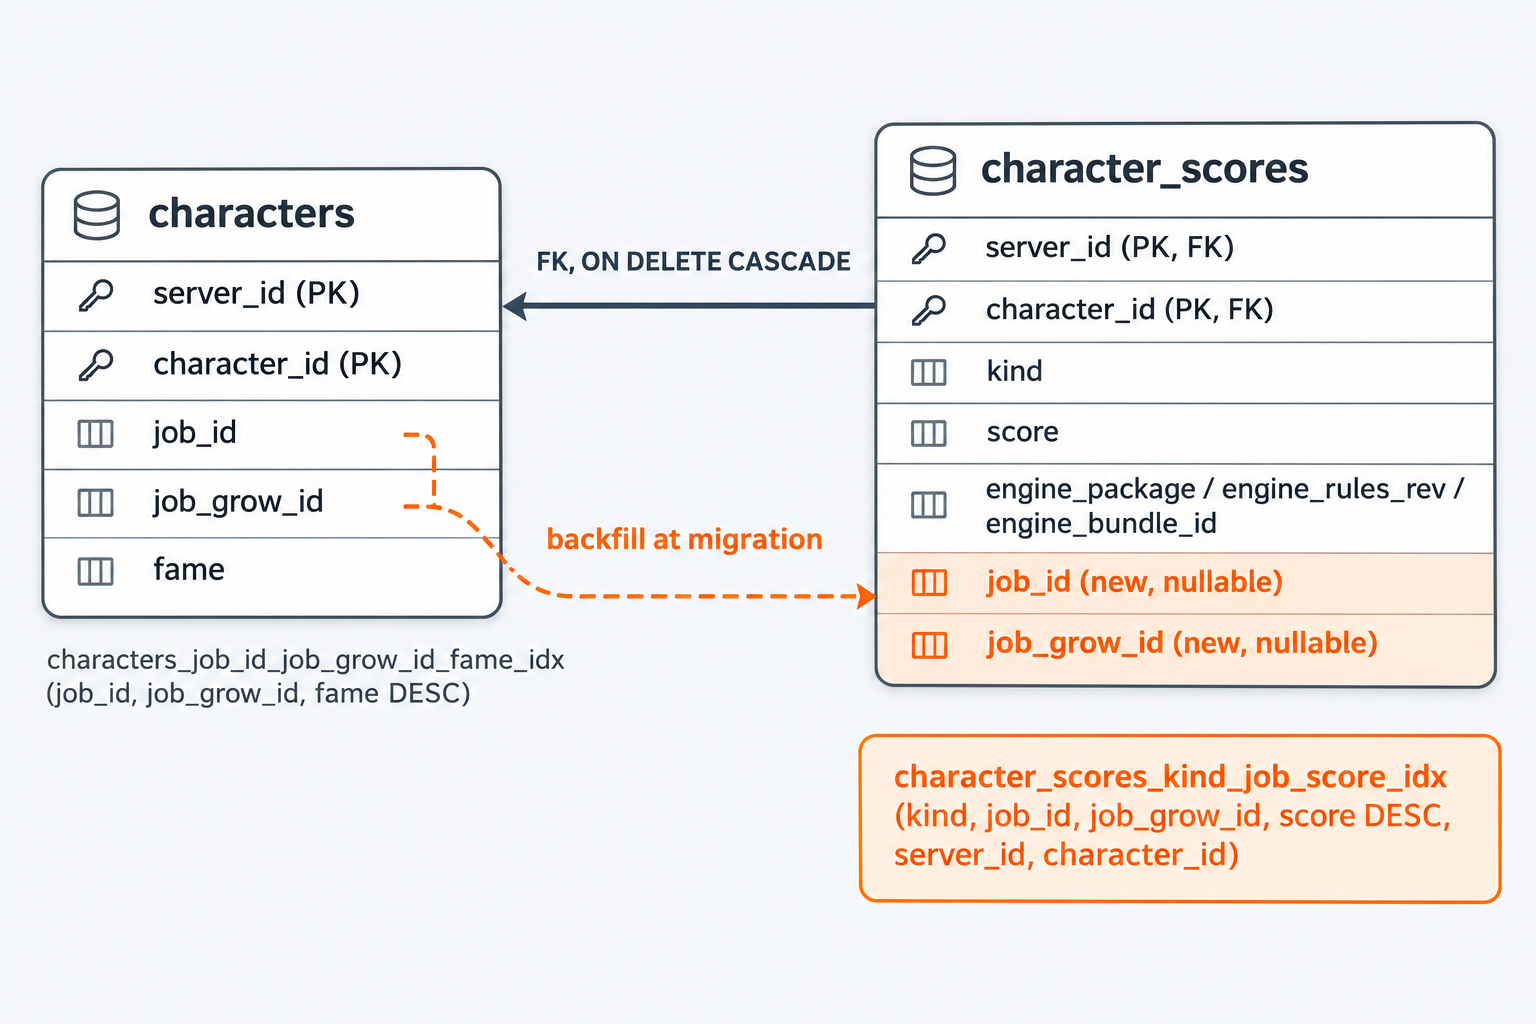 characters
server_id (PK)
character_id (PK)
job_id
job_grow_id
fame
characters_job_id_job_grow_id_fame_idx
(job_id, job_grow_id, fame DESC)
FK, ON DELETE CASCADE
backfill at migration
character_scores
server_id (PK, FK)
character_id (PK, FK)
kind
score
engine_package / engine_rules_rev /
engine_bundle_id
job_id (new, nullable)
job_grow_id (new, nullable)
character_scores_kind_job_score_idx
(kind, job_id, job_grow_id, score DESC,
server_id, character_id)